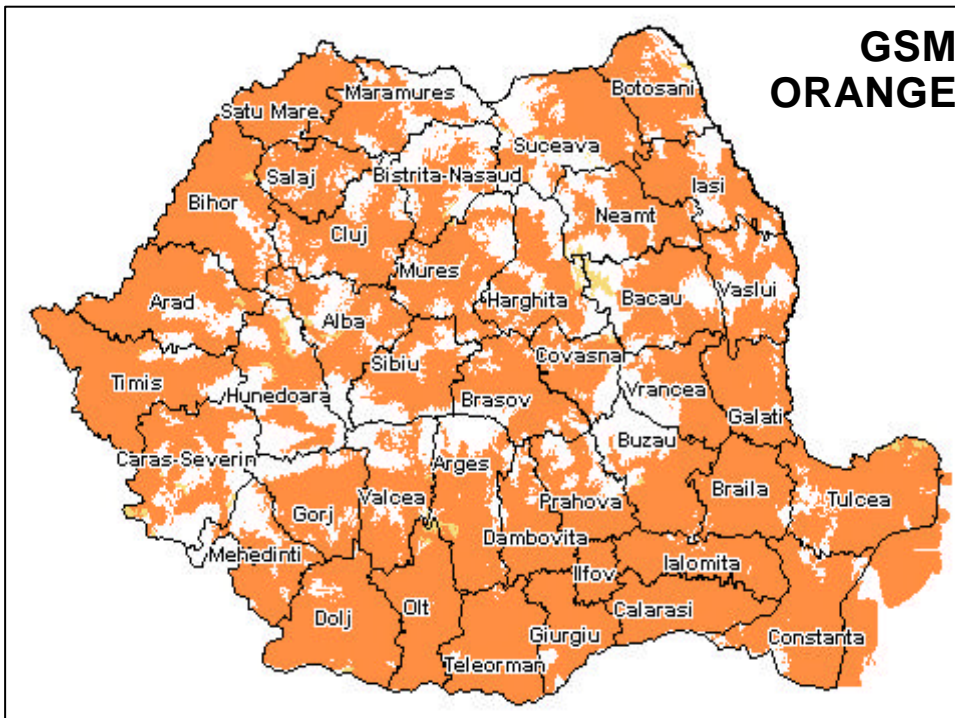 GSM
ORANGE
Maramures
Botosani
Satu Mare
Suceava
Salaj
Bistrita-Nasaud
Iasi
Bihor
Neamt
Cluj
Mures
Harghita
Vaslui
Arad
Bacau
Alba
Covasna
Sibiu
Timis
Vrancea
Hunedoara
Brasov
Galati
Buzau
Caras-Severin
Arges
Braila
Valcea
Prahova
Tulcea
Gorj
Dambovita
Mehedinti
Ialomita
Ilfov
Olt
Calarasi
Dolj
Giurgiu
Constanta
Teleorman